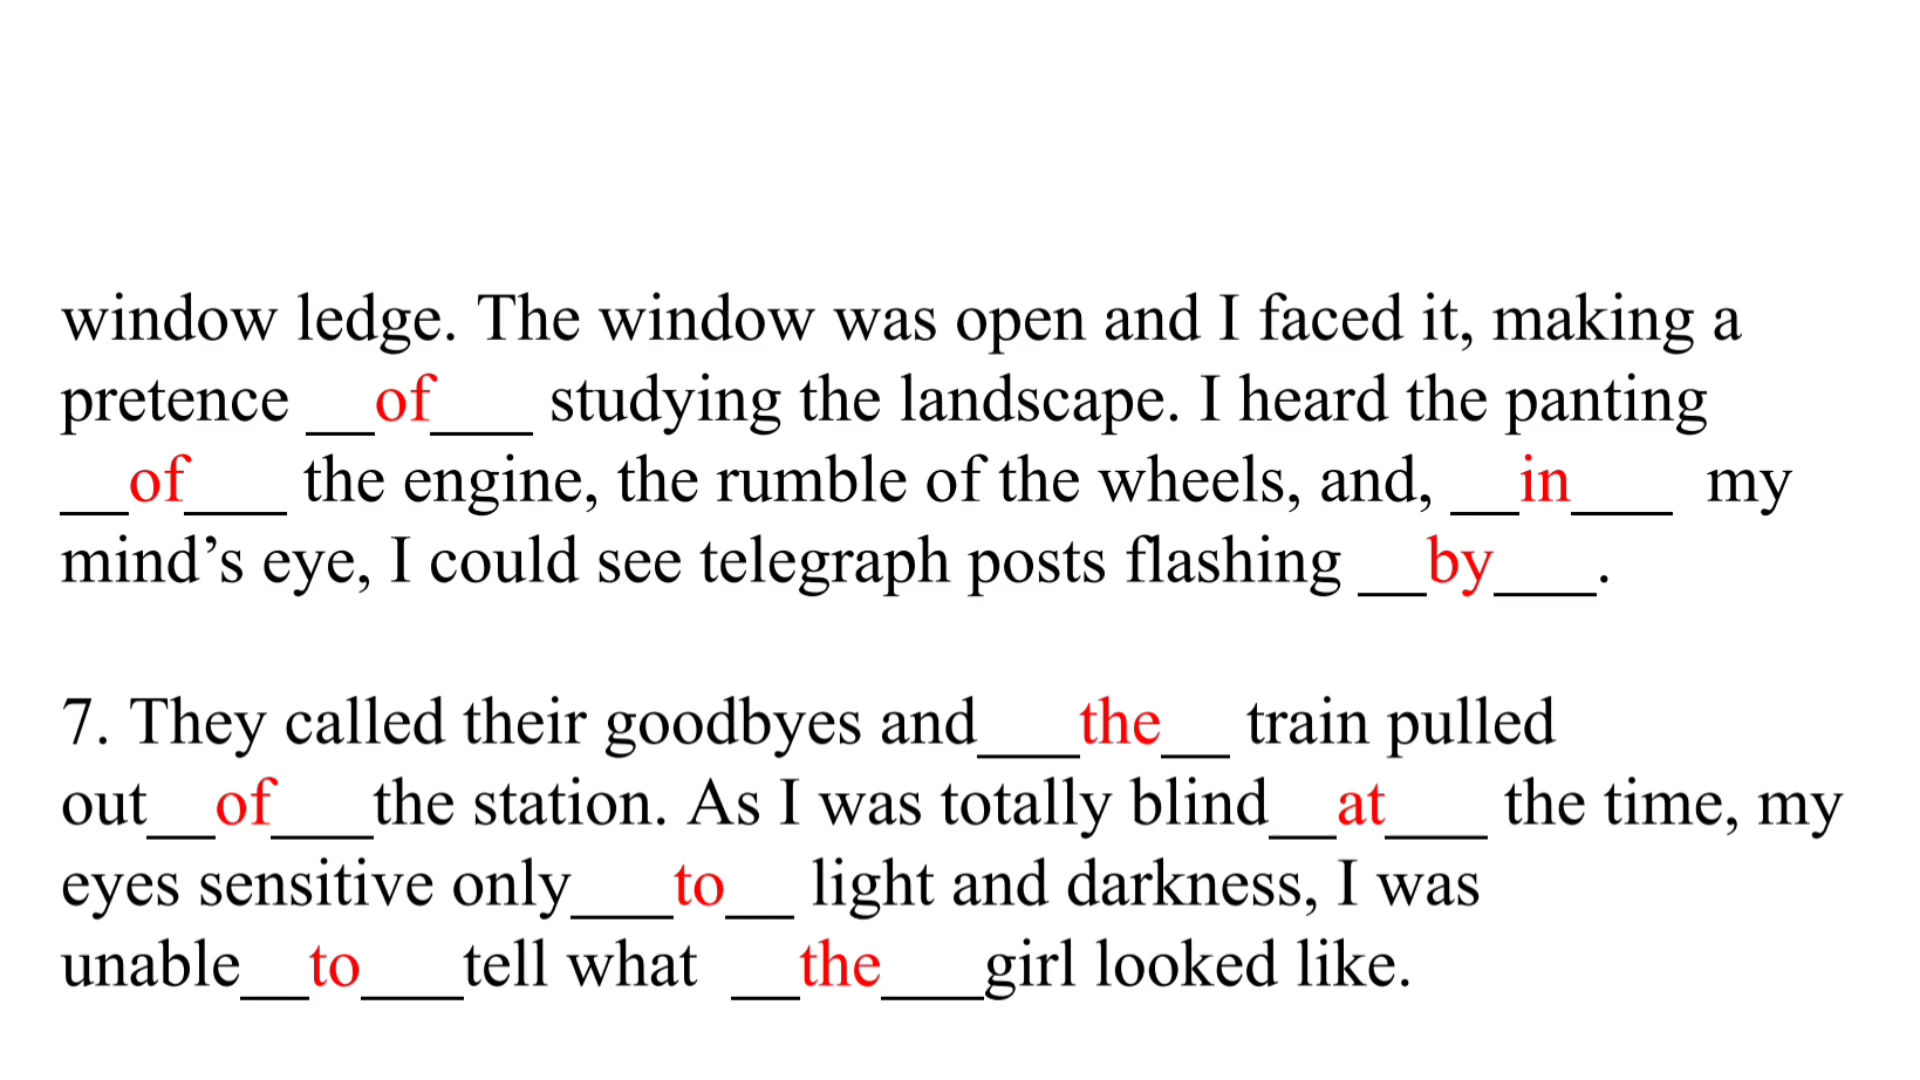 window ledge. The window was open and I faced it, making a
pretence __of___ studying the landscape. I heard the panting
__of___ the engine, the rumble of the wheels, and, __in___ my
mind’s eye, I could see telegraph posts flashing __by___.
7. They called their goodbyes and___the__ train pulled
out__of___the station. As I was totally blind__at___ the time, my
eyes sensitive only___to__ light and darkness, I was
unable__to___tell what __the___girl looked like.